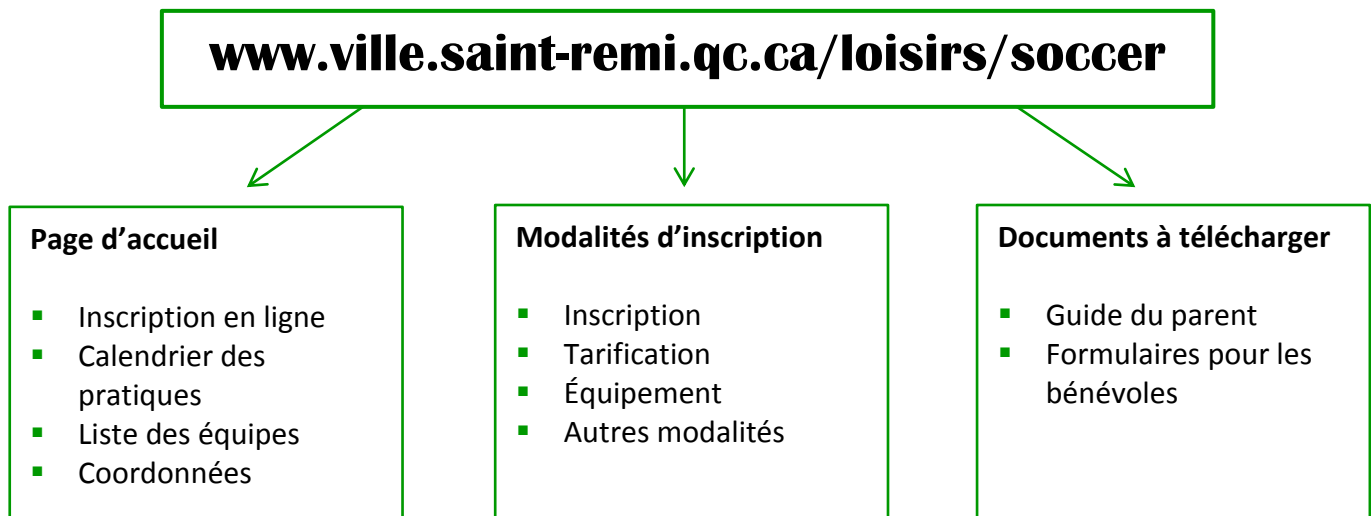 www.ville.saint-remi.qc.ca/loisirs/soccer
Page d’accueil
▪ Inscription en ligne
▪ Calendrier des
pratiques
▪ Liste des équipes
▪ Coordonnées
Modalités d’inscription
▪ Inscription
▪ Tarification
▪ Équipement
▪ Autres modalités
Documents à télécharger
▪ Guide du parent
▪ Formulaires pour les
bénévoles